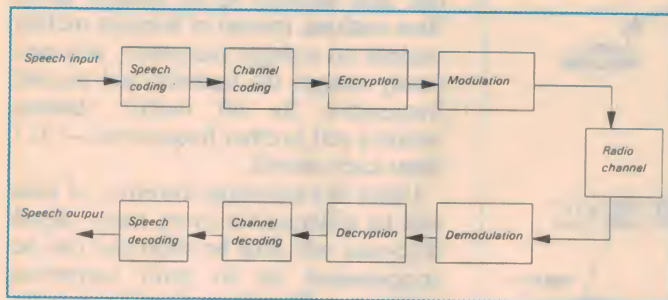 Speech input
Speech
coding
Channel
coding
Encryption
Modulation
Radio
channel
Speech output
Speech
decoding
Channel
decoding
Decryption
Demodulation